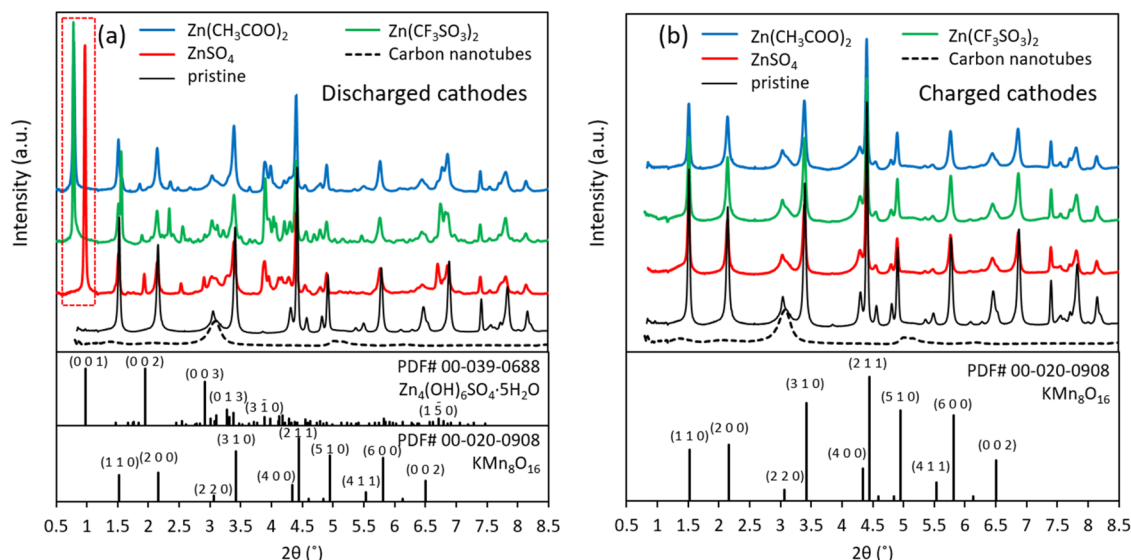 (a)
Zn(CH₃COO)₂
Zn(CF₃SO₃)₂
ZnSO₄
Carbon nanotubes
pristine
Discharged cathodes
Intensity (a.u.)
(0 0 1)
(0 0 2)
(0 0 3)
(0 1 3)
(3 1̄ 0)
(1 5̄ 0)
PDF# 00-039-0688
Zn₄(OH)₆SO₄·5H₂O
(1 1 0)
(2 0 0)
(2 2 0)
(3 1 0)
(4 0 0)
(2 1 1)
(5 1 0)
(4 1 1)
(6 0 0)
(0 0 2)
PDF# 00-020-0908
KMn₈O₁₆
0.5 1 1.5 2 2.5 3 3.5 4 4.5 5 5.5 6 6.5 7 7.5 8 8.5
2θ (˚)
(b)
Zn(CH₃COO)₂
Zn(CF₃SO₃)₂
ZnSO₄
Carbon nanotubes
pristine
Charged cathodes
Intensity (a.u.)
(1 1 0)
(2 0 0)
(2 2 0)
(3 1 0)
(4 0 0)
(2 1 1)
(5 1 0)
(4 1 1)
(6 0 0)
(0 0 2)
PDF# 00-020-0908
KMn₈O₁₆
0.5 1 1.5 2 2.5 3 3.5 4 4.5 5 5.5 6 6.5 7 7.5 8 8.5
2θ (˚)